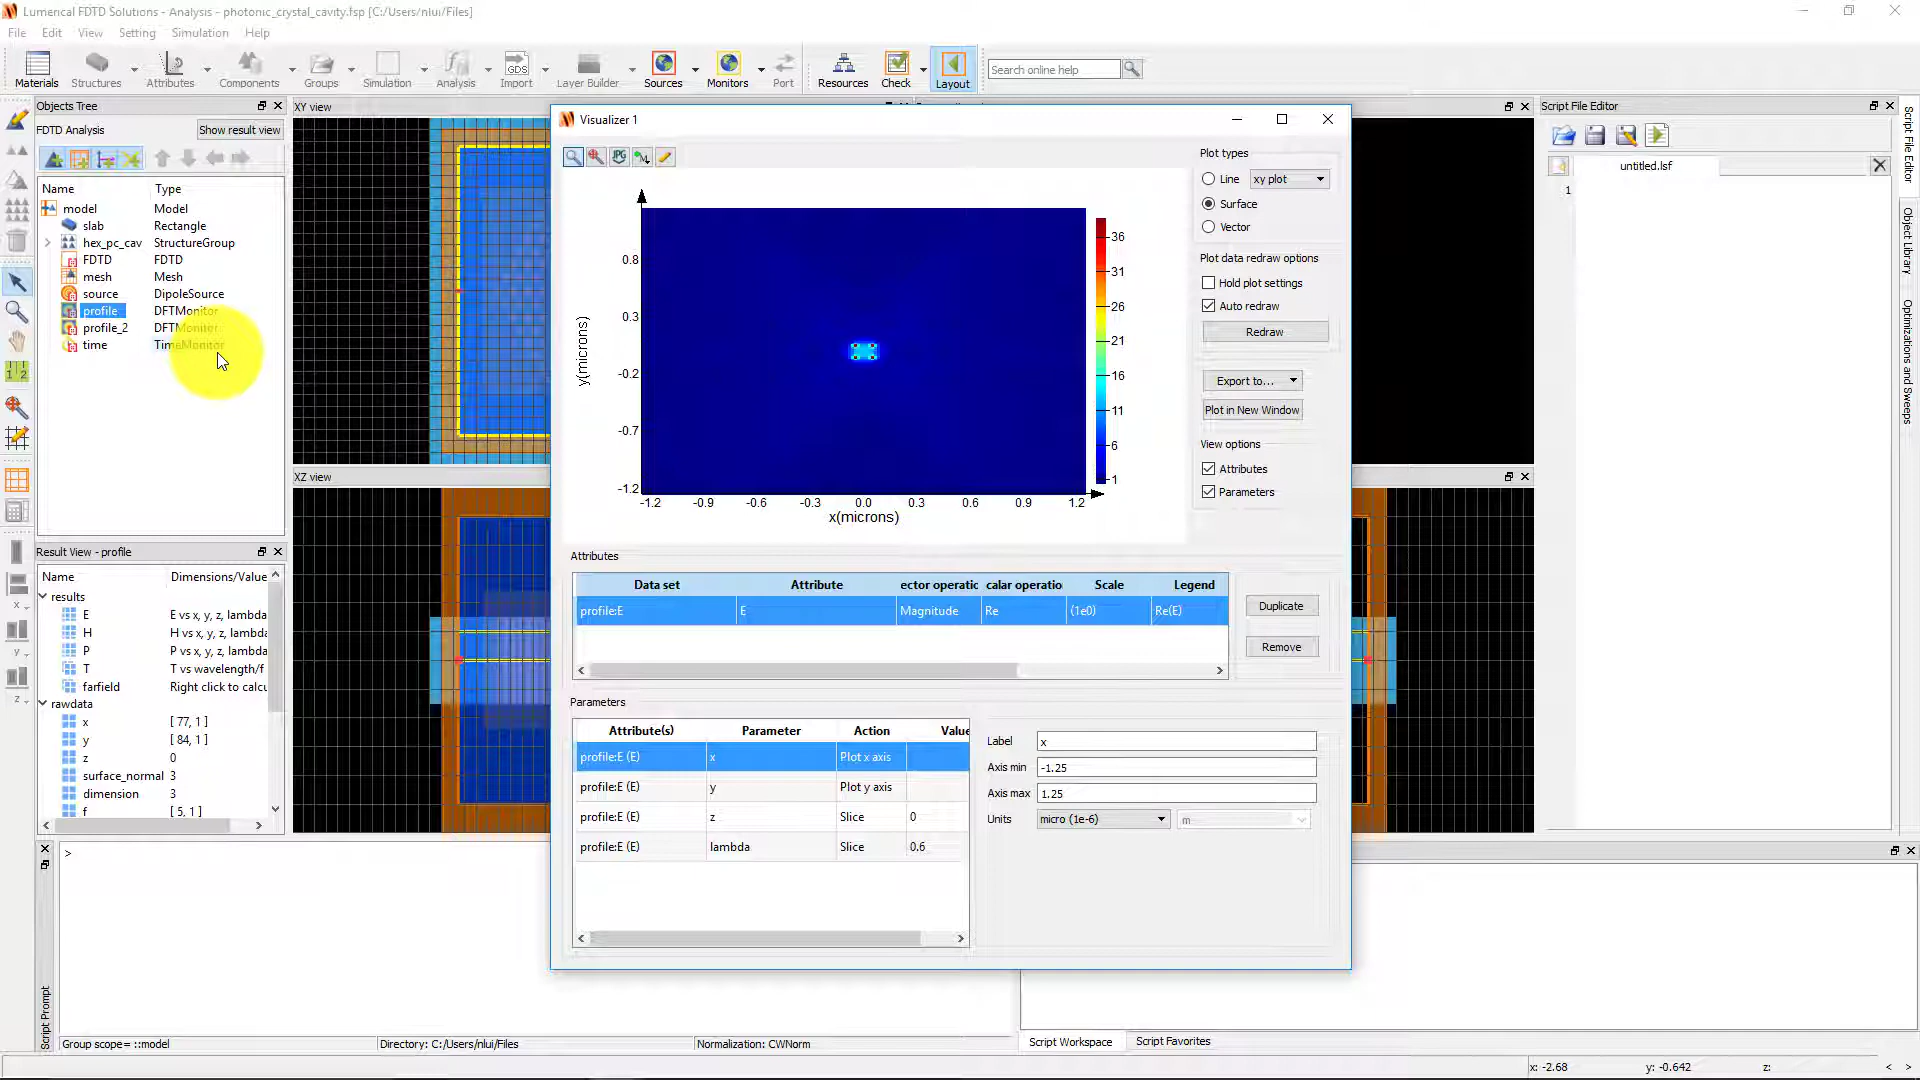 Lumerical FDTD Solutions - Analysis - photonic_crystal_cavity.fsp [C:/Users/nlui/Files]
File Edit View Setting Simulation Help
Materials Structures Attributes Components Groups Simulation Analysis Import Layer Builder Sources Monitors Port Resources Check Layout
GDS
Search online help
Objects Tree
FDTD Analysis
Show result view
Name Type
model Model
slab Rectangle
hex_pc_cav StructureGroup
FDTD FDTD
mesh Mesh
source DipoleSource
profile DFTMonitor
profile_2 DFTMonitor
time TimeMonitor
Result View - profile
Name Dimensions/Value
results
E E vs x, y, z, lambda
H H vs x, y, z, lambda
P P vs x, y, z, lambda
T T vs wavelength/f
farfield Right click to calcu
rawdata
x [ 77, 1 ]
y [ 84, 1 ]
z 0
surface_normal 3
dimension 3
f [ 5, 1 ]
XY view
XZ view
Visualizer 1
JPG
y(microns)
0.8
0.3
-0.2
-0.7
-1.2
-1.2 -0.9 -0.6 -0.3 0.0 0.3 0.6 0.9 1.2
x(microns)
36
31
26
21
16
11
6
1
Plot types
Line xy plot
Surface
Vector
Plot data redraw options
Hold plot settings
Auto redraw
Redraw
Export to...
Plot in New Window
View options
Attributes
Parameters
Attributes
Data set Attribute ector operatic calar operatio Scale Legend
profile:E E Magnitude Re (1e0) Re(E)
Duplicate
Remove
Parameters
Attribute(s) Parameter Action Value
profile:E (E) x Plot x axis
profile:E (E) y Plot y axis
profile:E (E) z Slice 0
profile:E (E) lambda Slice 0.6
Label x
Axis min -1.25
Axis max 1.25
Units micro (1e-6) m
Script File Editor
untitled.lsf
1
Script File Editor
Object Library
Optimizations and Sweeps
>
Script Prompt
Script Workspace Script Favorites
Group scope= ::model Directory: C:/Users/nlui/Files Normalization: CWNorm
x: -2.68 y: -0.642 z: